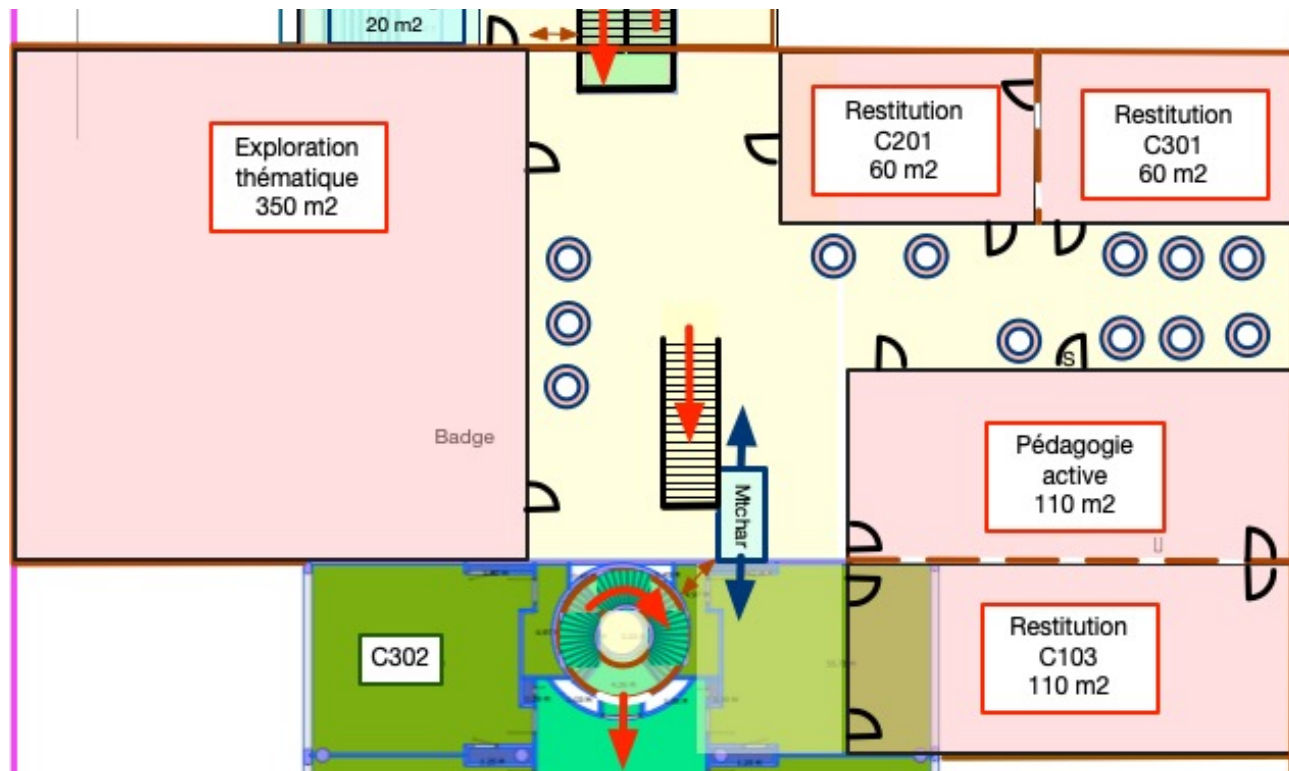 20 m2
Exploration
thématique
350 m2
Restitution
C201
60 m2
Restitution
C301
60 m2
S
Badge
Mtchar
Pédagogie
active
110 m2
C302
Restitution
C103
110 m2